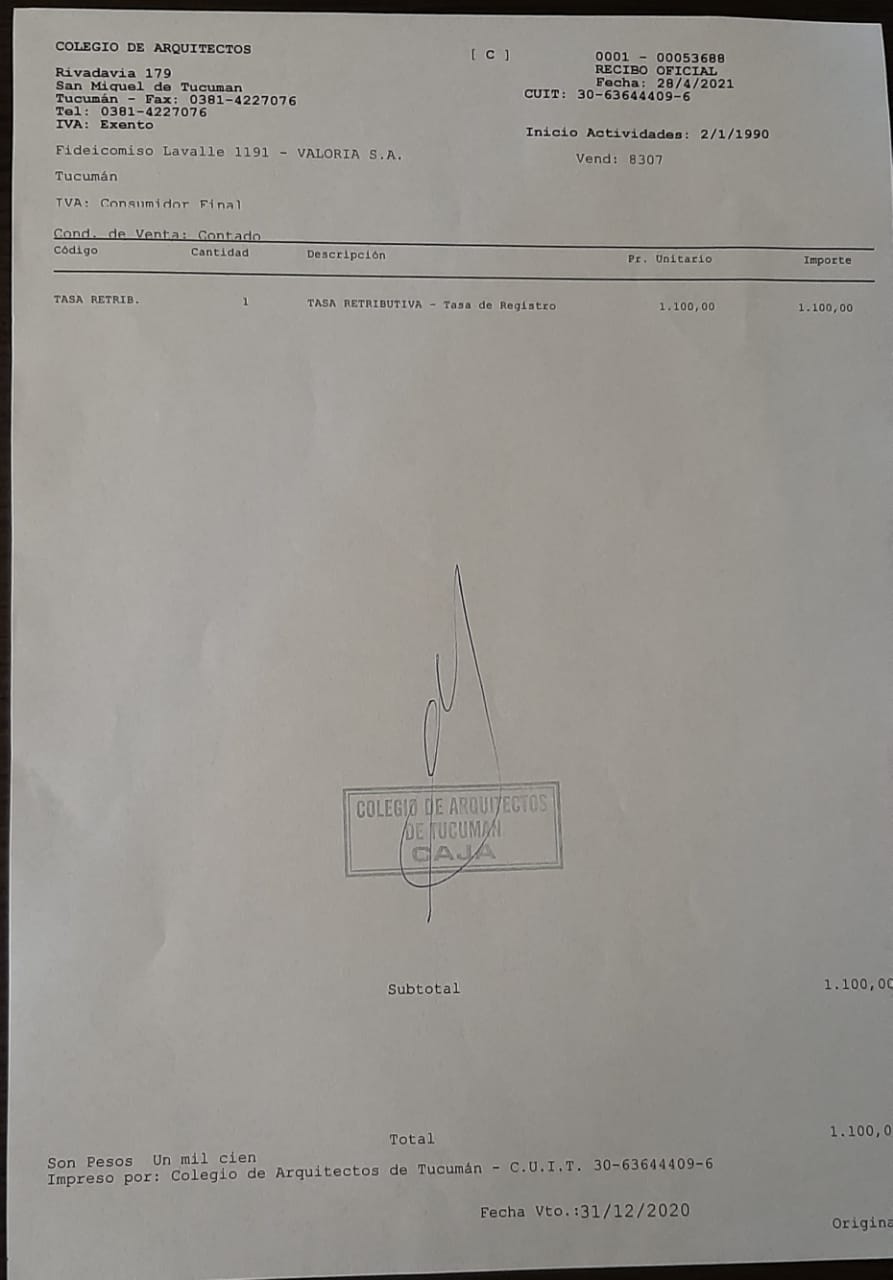 COLEGIO DE ARQUITECTOS
[ C ]
0001 - 00053688
RECIBO OFICIAL
Fecha: 28/4/2021
CUIT: 30-63644409-6
Rivadavia 179
San Miguel de Tucuman
Tucumán - Fax: 0381-4227076
Tel: 0381-4227076
IVA: Exento
Inicio Actividades: 2/1/1990
Fideicomiso Lavalle 1191 - VALORIA S.A.
Vend: 8307
Tucumán
IVA: Consumidor Final
Cond. de Venta: Contado
Código Cantidad Descripción Pr. Unitario Importe
TASA RETRIB. 1 TASA RETRIBUTIVA - Tasa de Registro 1.100,00 1.100,00
COLEGIO DE ARQUITECTOS
DE TUCUMAN
CAJA
Subtotal 1.100,00
Total 1.100,0
Son Pesos Un mil cien
Impreso por: Colegio de Arquitectos de Tucumán - C.U.I.T. 30-63644409-6
Fecha Vto.:31/12/2020
Origina